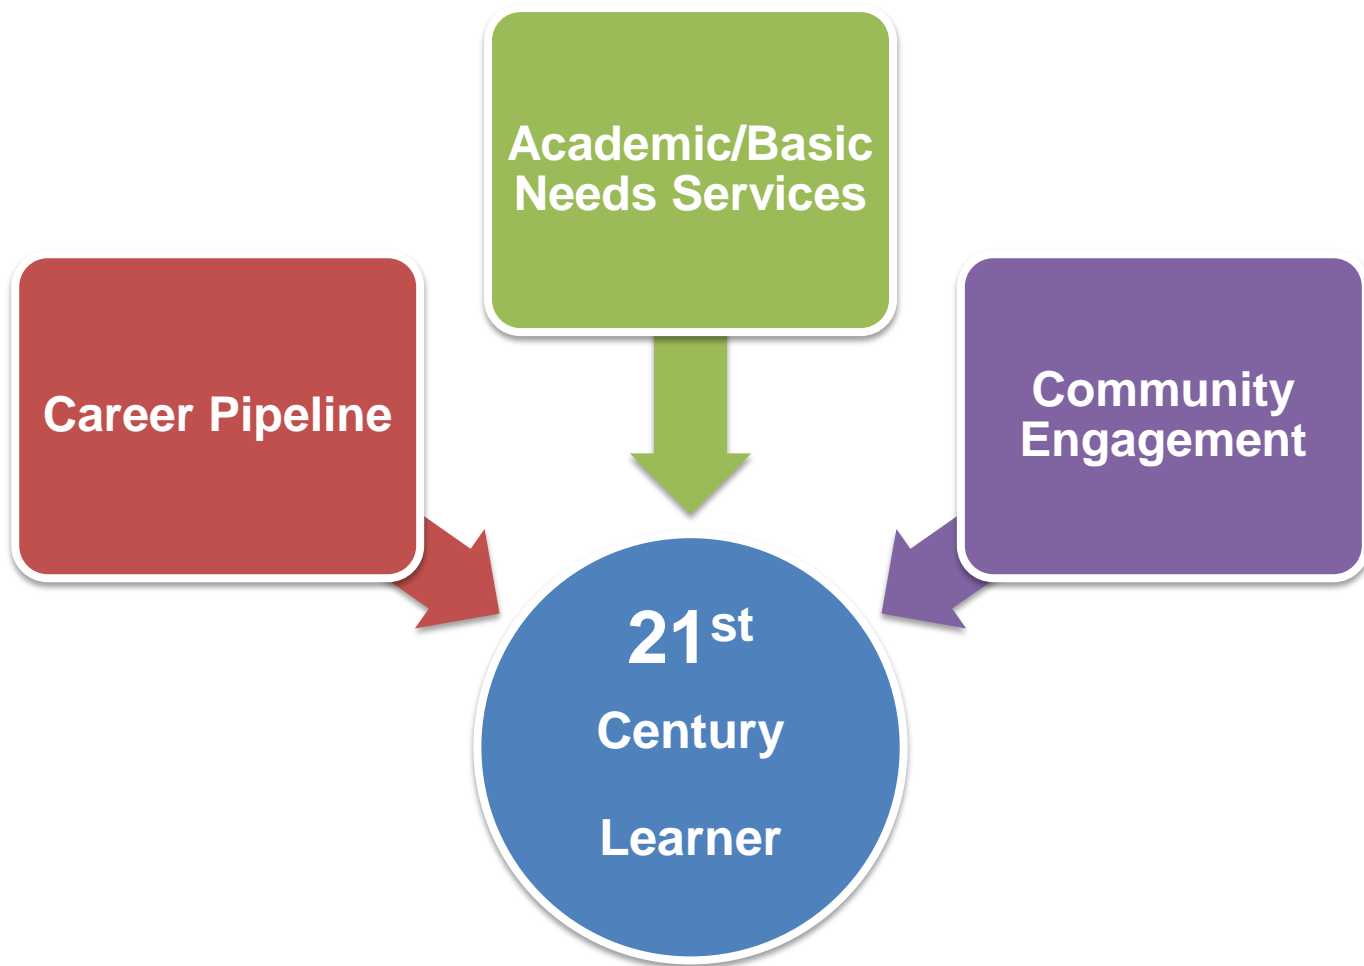 Academic/Basic
Needs Services
Career Pipeline
Community
Engagement
21st
Century
Learner